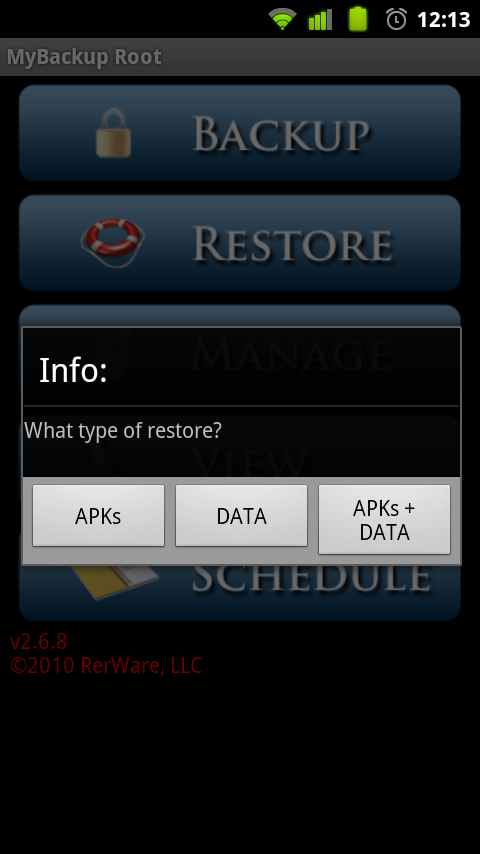 12:13
MyBackup Root
BACKUP
RESTORE
MANAGE
Info:
What type of restore?
VIEW
APKs
DATA
APKs +
DATA
SCHEDULE
v2.6.8
©2010 RerWare, LLC